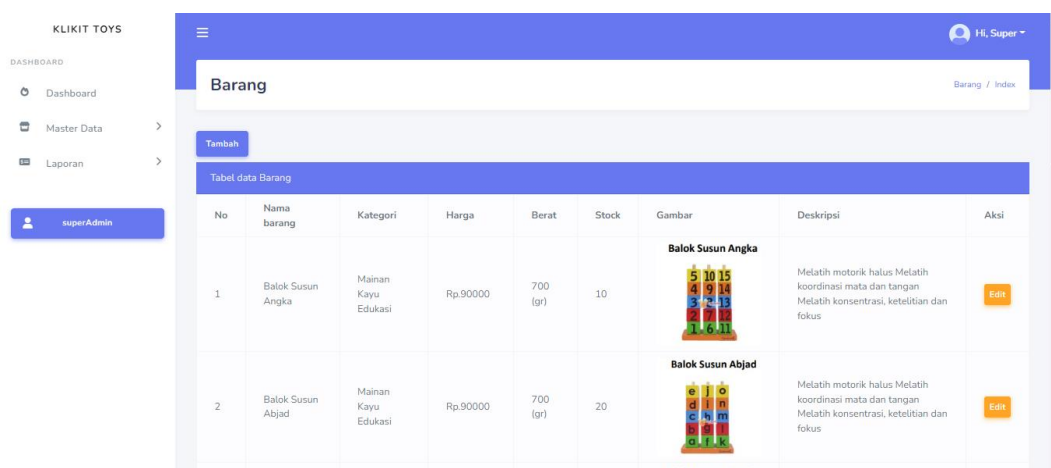 KLIKIT TOYS
Hi, Super
DASHBOARD
Dashboard
Master Data
Laporan
superAdmin
Barang
Barang / Index
Tambah
Tabel data Barang
No Nama barang Kategori Harga Berat Stock Gambar Deskripsi Aksi
Balok Susun Angka
5 10 15
4 9 14
3 8 13
2 7 12
1 6 11
1
Balok Susun
Angka
Mainan
Kayu
Edukasi
Rp.90000
700
(gr)
10
Melatih motorik halus Melatih
koordinasi mata dan tangan
Melatih konsentrasi, ketelitian dan
fokus
Edit
Balok Susun Abjad
e j o
d i n
c h m
b g l
a f k
2
Balok Susun
Abjad
Mainan
Kayu
Edukasi
Rp.90000
700
(gr)
20
Melatih motorik halus Melatih
koordinasi mata dan tangan
Melatih konsentrasi, ketelitian dan
fokus
Edit